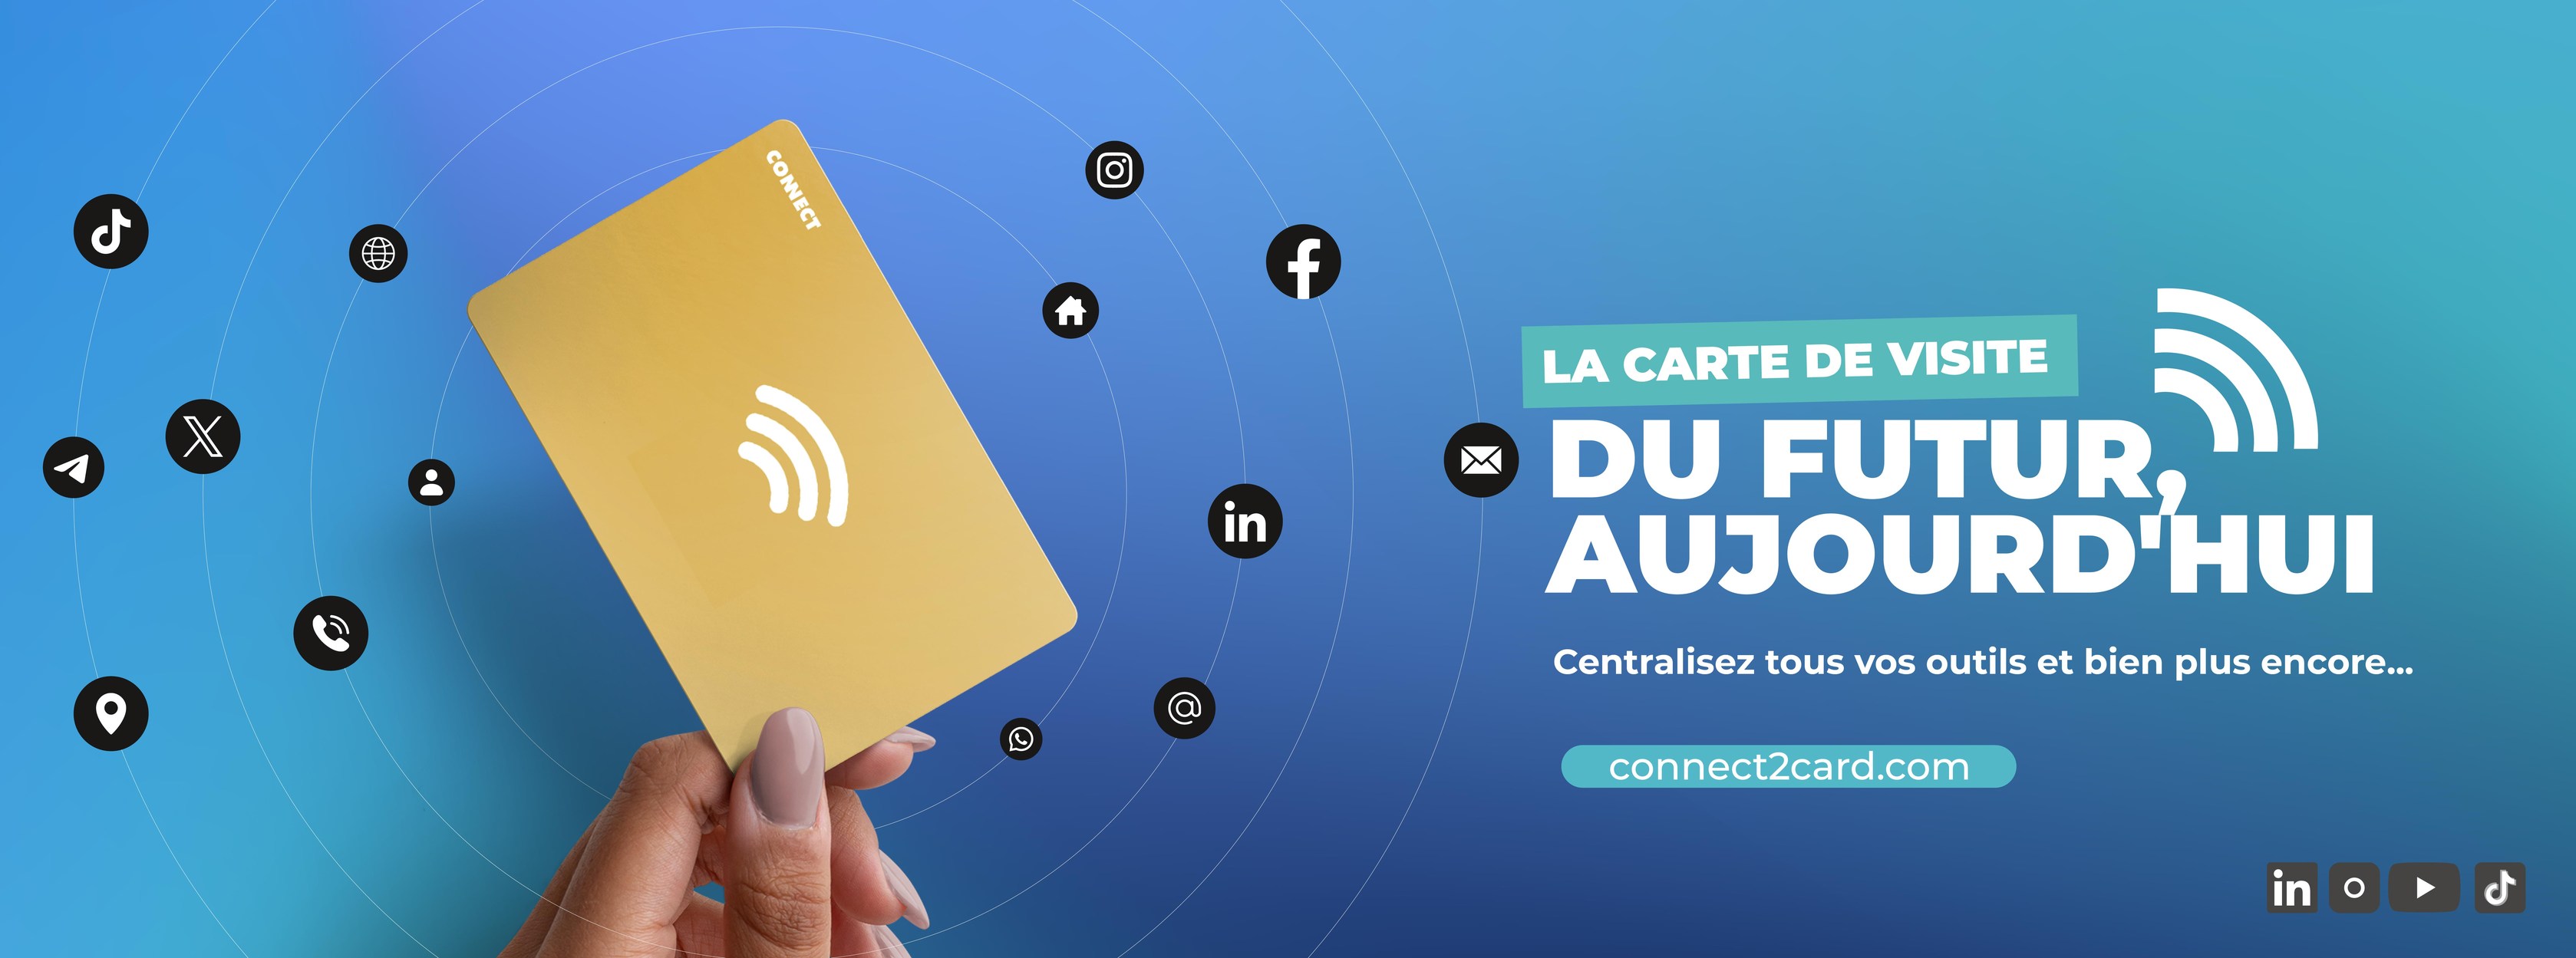 CONNECT
LA CARTE DE VISITE
DU FUTUR,
AUJOURD'HUI
Centralisez tous vos outils et bien plus encore...
connect2card.com